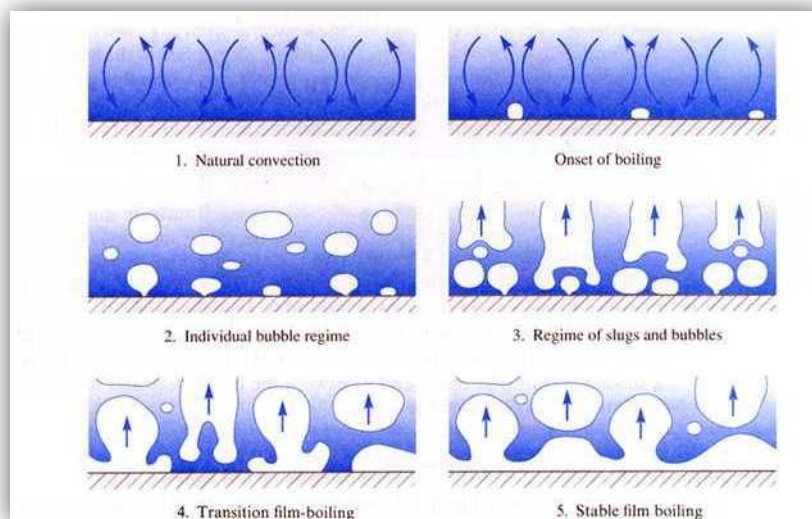 1. Natural convection
Onset of boiling
2. Individual bubble regime
3. Regime of slugs and bubbles
4. Transition film-boiling
5. Stable film boiling